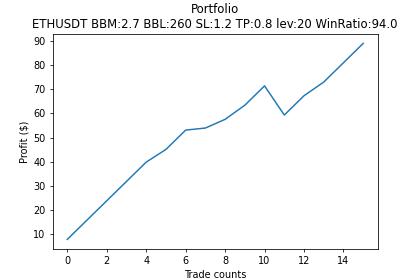 Portfolio
ETHUSDT BBM:2.7 BBL:260 SL:1.2 TP:0.8 lev:20 WinRatio:94.0
90
80
70
60
50
40
30
20
10
Profit ($)
0 2 4 6 8 10 12 14
Trade counts